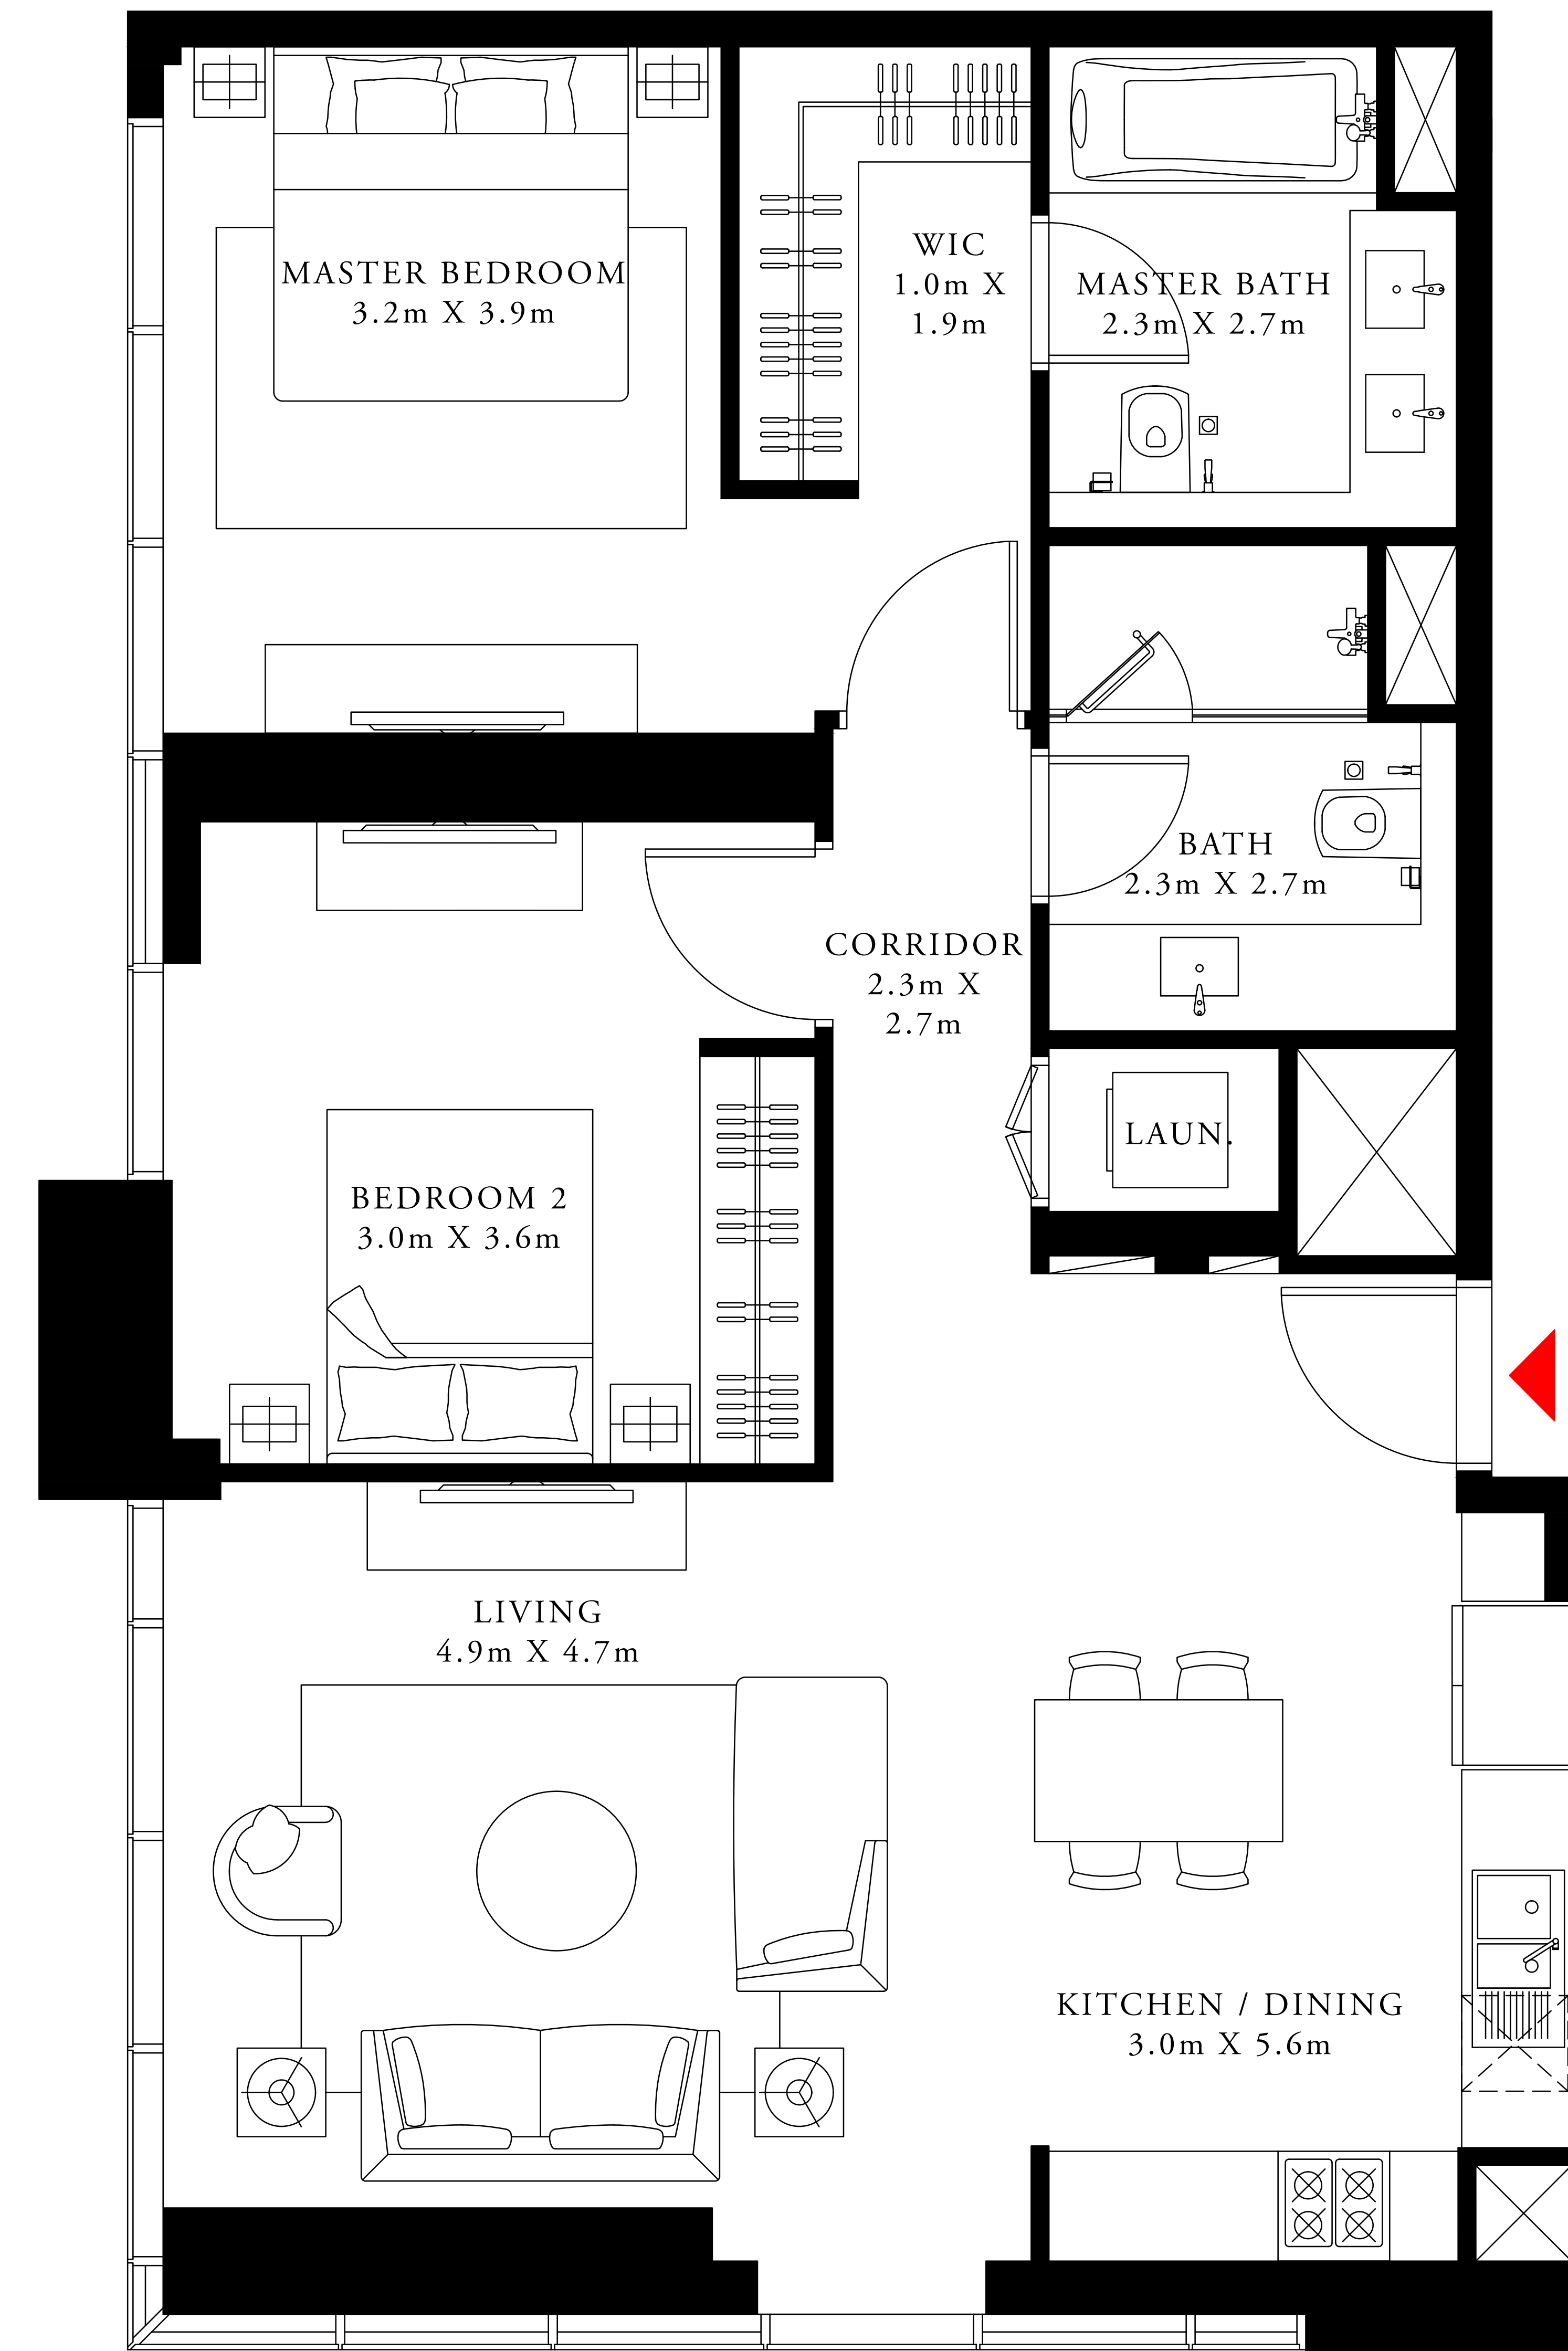 MASTER BEDROOM
3.2m X 3.9m
WIC
1.0m X
1.9m
MASTER BATH
2.3m X 2.7m
BATH
2.3m X 2.7m
CORRIDOR
2.3m X
2.7m
LAUN.
BEDROOM 2
3.0m X 3.6m
LIVING
4.9m X 4.7m
KITCHEN / DINING
3.0m X 5.6m